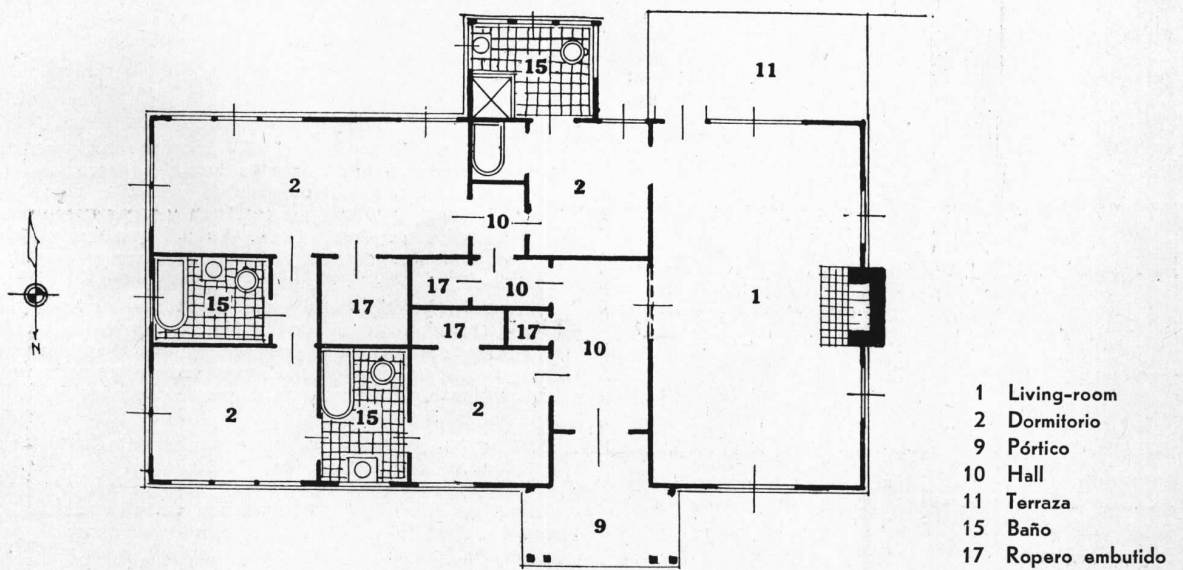 15
11
2
2
10
15
17
17
10
1
17
17
10
N
2
15
2
9
1 Living-room
2 Dormitorio
9 Pórtico
10 Hall
11 Terraza
15 Baño
17 Ropero embutido